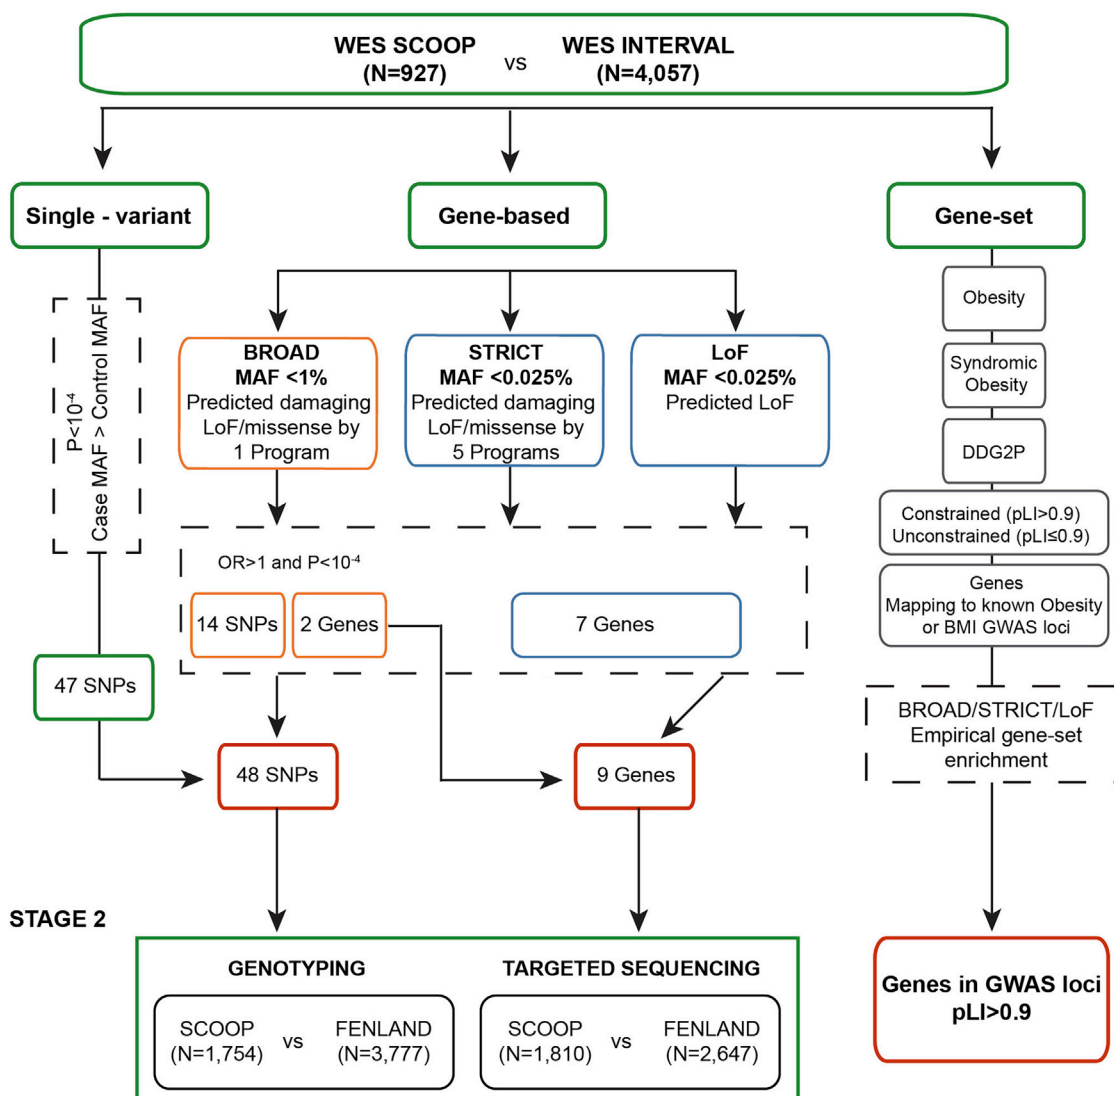 WES SCOOP
(N=927)
vs
WES INTERVAL
(N=4,057)
Single - variant
Gene-based
Gene-set
P<10⁻⁴
Case MAF > Control MAF
BROAD
MAF <1%
Predicted damaging
LoF/missense by
1 Program
STRICT
MAF <0.025%
Predicted damaging
LoF/missense by
5 Programs
LoF
MAF <0.025%
Predicted LoF
Obesity
Syndromic
Obesity
DDG2P
Constrained (pLI>0.9)
Unconstrained (pLI≤0.9)
Genes
Mapping to known Obesity
or BMI GWAS loci
OR>1 and P<10⁻⁴
14 SNPs
2 Genes
7 Genes
47 SNPs
48 SNPs
9 Genes
BROAD/STRICT/LoF
Empirical gene-set
enrichment
STAGE 2
GENOTYPING
SCOOP
(N=1,754)
vs
FENLAND
(N=3,777)
TARGETED SEQUENCING
SCOOP
(N=1,810)
vs
FENLAND
(N=2,647)
Genes in GWAS loci
pLI>0.9